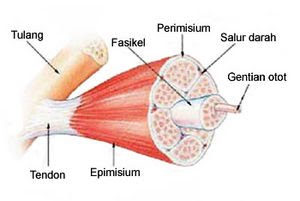 Perimisium
Tulang
Fasikel
Salur darah
Gentian otot
Tendon
Epimisium